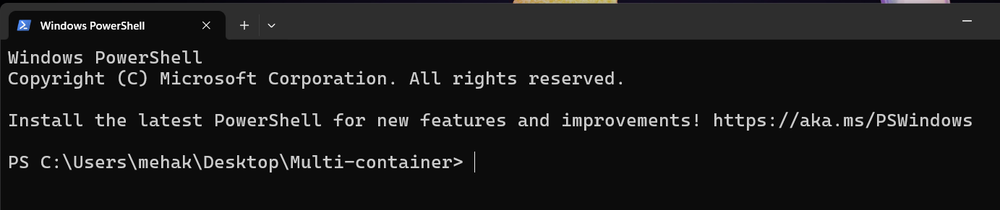 Windows PowerShell
Windows PowerShell
Copyright (C) Microsoft Corporation. All rights reserved.
Install the latest PowerShell for new features and improvements! https://aka.ms/PSWindows
PS C:\Users\mehak\Desktop\Multi-container>